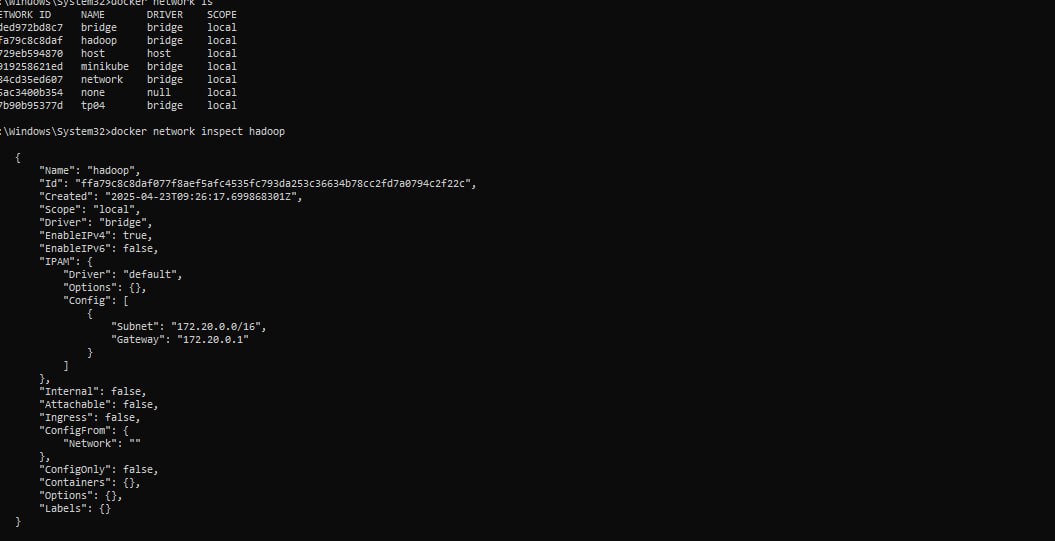 :\Windows\System32>docker network ls
ETWORK ID NAME DRIVER SCOPE
ded972bd8c7 bridge bridge local
fa79c8c8daf hadoop bridge local
729eb594870 host host local
919258621ed minikube bridge local
84cd35ed607 network bridge local
5ac3400b354 none null local
7b90b95377d tp04 bridge local
:\Windows\System32>docker network inspect hadoop
{
"Name": "hadoop",
"Id": "ffa79c8c8daf077f8aef5afc4535fc793da253c36634b78cc2fd7a0794c2f22c",
"Created": "2025-04-23T09:26:17.699868301Z",
"Scope": "local",
"Driver": "bridge",
"EnableIPv4": true,
"EnableIPv6": false,
"IPAM": {
"Driver": "default",
"Options": {},
"Config": [
{
"Subnet": "172.20.0.0/16",
"Gateway": "172.20.0.1"
}
]
},
"Internal": false,
"Attachable": false,
"Ingress": false,
"ConfigFrom": {
"Network": ""
},
"ConfigOnly": false,
"Containers": {},
"Options": {},
"Labels": {}
}